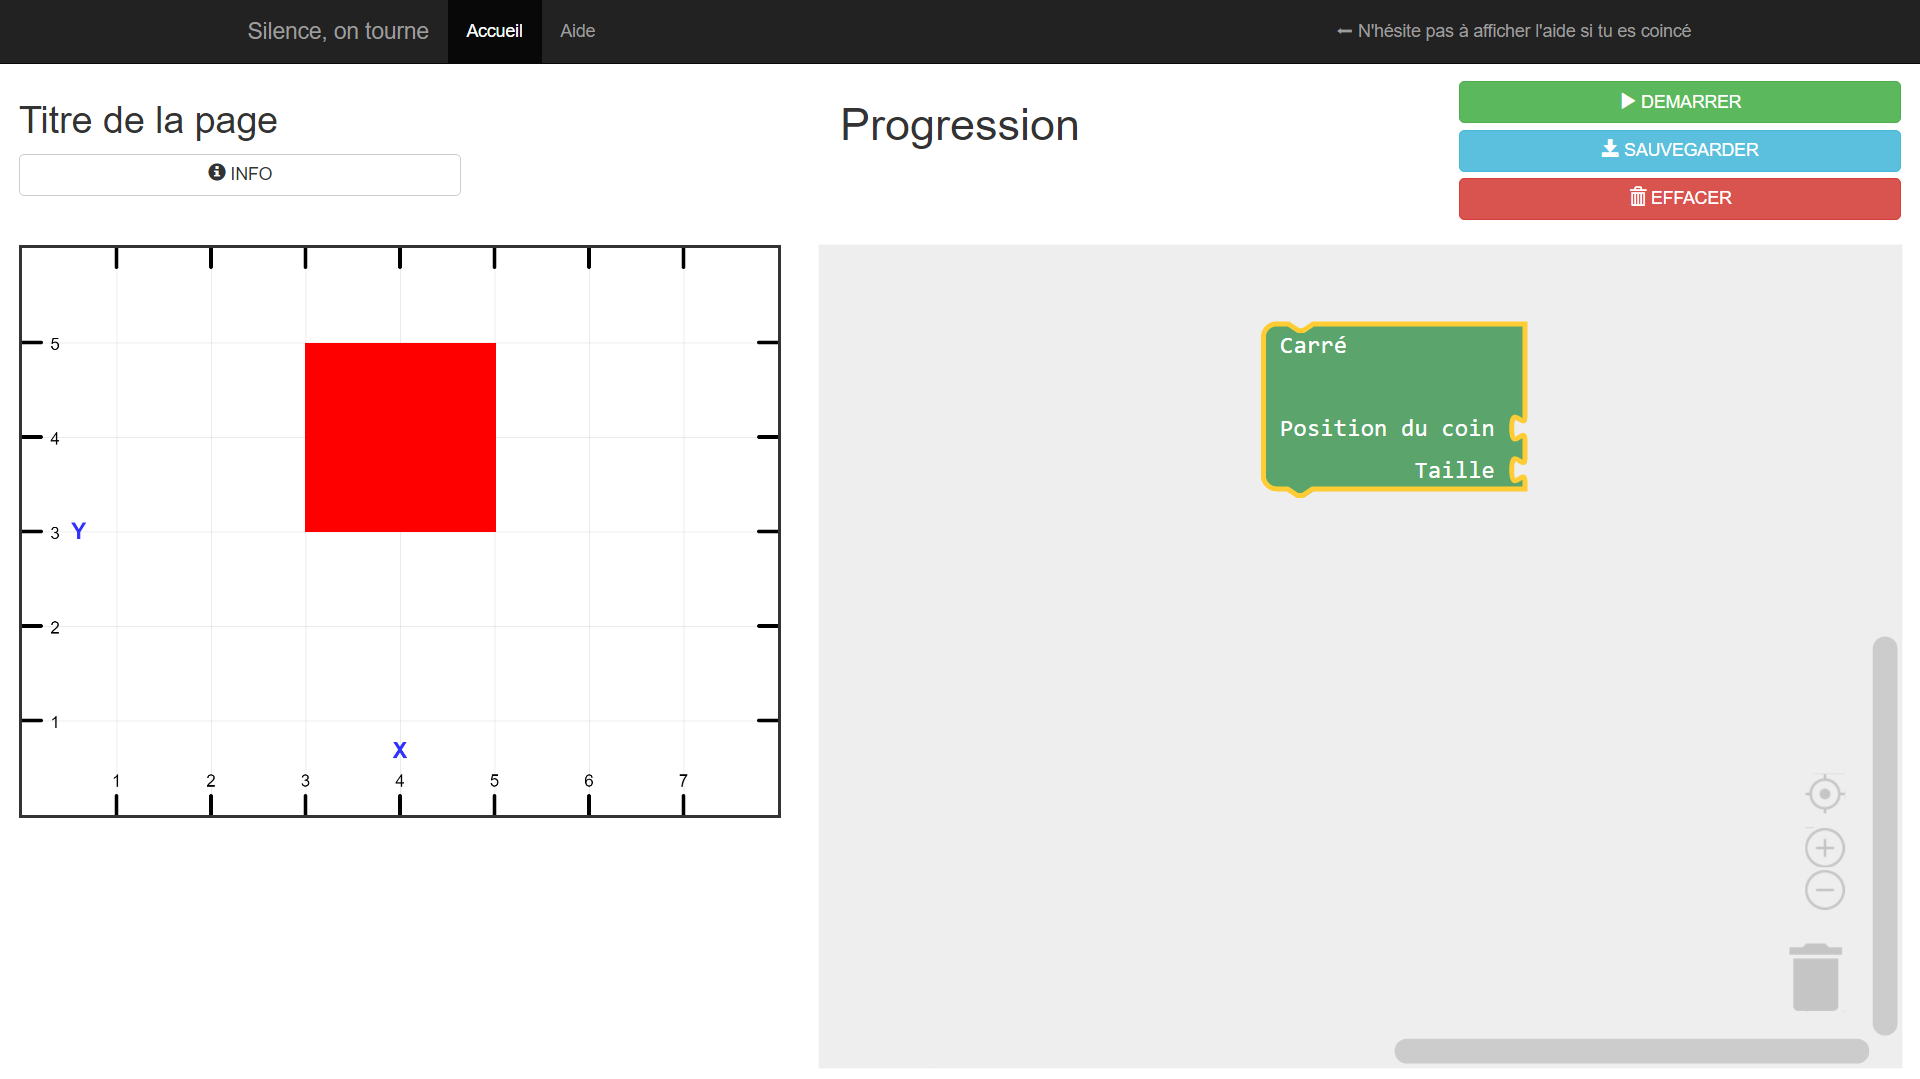 Silence, on tourne Accueil Aide ← N'hésite pas à afficher l'aide si tu es coincé
Titre de la page
INFO
Progression
DEMARRER
SAUVEGARDER
EFFACER
5
4
3 Y
2
1
X
1 2 3 4 5 6 7
Carré
Position du coin
Taille